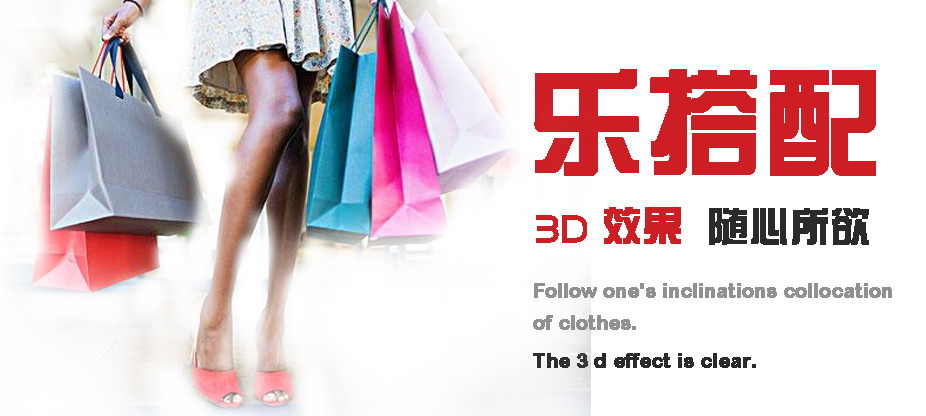 乐搭配
3D 效果 随心所欲
Follow one's inclinations collocation
of clothes.
The 3 d effect is clear.